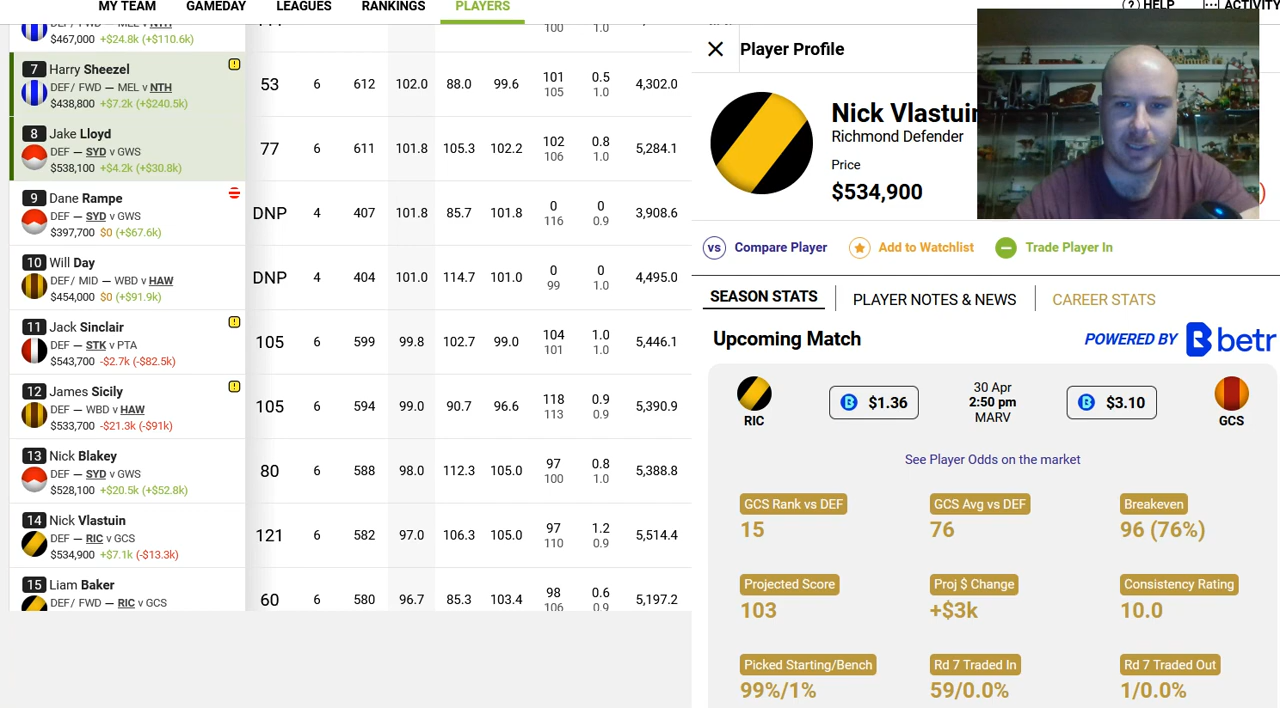 MY TEAM GAMEDAY LEAGUES RANKINGS PLAYERS
? HELP ACTIVITY
$467,000 +$24.8k (+$110.6k) 100 1.0
7 Harry Sheezel
DEF/ FWD — MEL v NTH
$438,800 +$7.2k (+$240.5k)
53 6 612 102.0 88.0 99.6 101 0.5 4,302.0
105 1.0
8 Jake Lloyd
DEF — SYD v GWS
$538,100 +$4.2k (+$30.8k)
77 6 611 101.8 105.3 102.2 102 0.8 5,284.1
106 1.0
9 Dane Rampe
DEF — SYD v GWS
$397,700 $0 (+$67.6k)
DNP 4 407 101.8 85.7 101.8 0 0 3,908.6
116 0.9
10 Will Day
DEF/ MID — WBD v HAW
$454,000 $0 (+$91.9k)
DNP 4 404 101.0 114.7 101.0 0 0 4,495.0
99 1.0
11 Jack Sinclair
DEF — STK v PTA
$543,700 -$2.7k (-$82.5k)
105 6 599 99.8 102.7 99.0 104 1.0 5,446.1
101 1.0
12 James Sicily
DEF — WBD v HAW
$533,700 -$21.3k (-$91k)
105 6 594 99.0 90.7 96.6 118 0.9 5,390.9
113 0.9
13 Nick Blakey
DEF — SYD v GWS
$528,100 +$20.5k (+$52.8k)
80 6 588 98.0 112.3 105.0 97 0.8 5,388.8
100 1.0
14 Nick Vlastuin
DEF — RIC v GCS
$534,900 +$7.1k (-$13.3k)
121 6 582 97.0 106.3 105.0 97 1.2 5,514.4
110 0.9
15 Liam Baker
DEF/ FWD — RIC v GCS
60 6 580 96.7 85.3 103.4 98 0.6 5,197.2
106 0.9
Player Profile
Nick Vlastuin
Richmond Defender
Price
$534,900
vs Compare Player Add to Watchlist Trade Player In
SEASON STATS PLAYER NOTES & NEWS CAREER STATS
Upcoming Match POWERED BY betr
RIC $1.36 30 Apr $3.10 GCS
2:50 pm
MARV
See Player Odds on the market
GCS Rank vs DEF GCS Avg vs DEF Breakeven
15 76 96 (76%)
Projected Score Proj $ Change Consistency Rating
103 +$3k 10.0
Picked Starting/Bench Rd 7 Traded In Rd 7 Traded Out
99%/1% 59/0.0% 1/0.0%